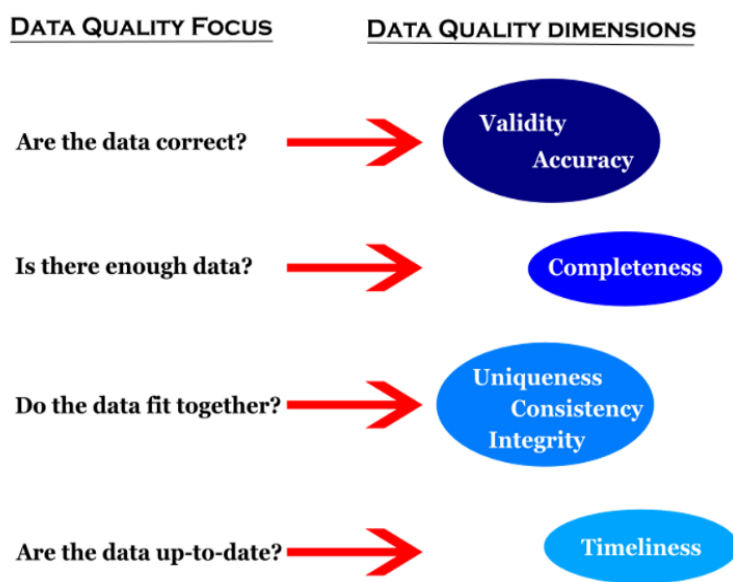 DATA QUALITY FOCUS
DATA QUALITY DIMENSIONS
Are the data correct?
Validity
Accuracy
Is there enough data?
Completeness
Do the data fit together?
Uniqueness
Consistency
Integrity
Are the data up-to-date?
Timeliness